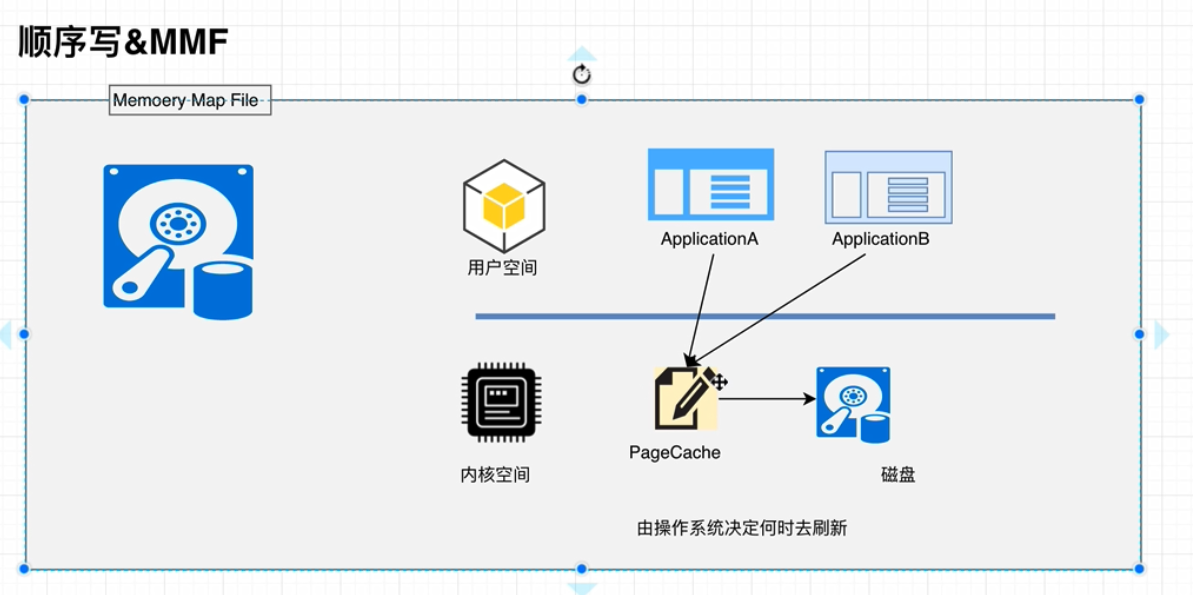 顺序写&MMF
Memoery Map File
ApplicationA
ApplicationB
用户空间
PageCache
内核空间
磁盘
由操作系统决定何时去刷新